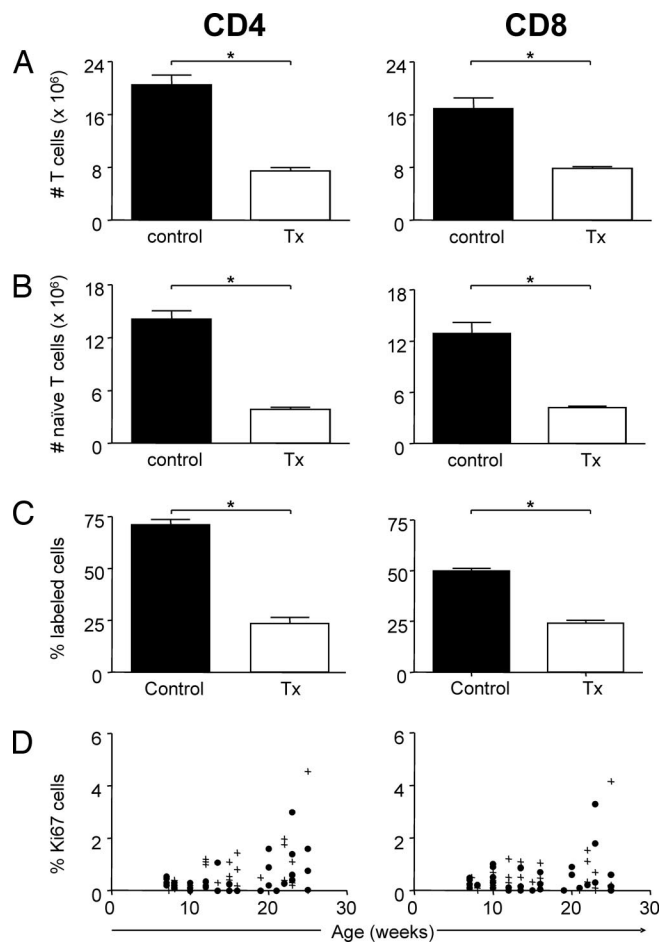 CD4 CD8
A
# T cells (x 10⁶)
24 16 8 0
*
control Tx
24 16 8 0
*
control Tx
B
# naïve T cells (x 10⁶)
18 12 6 0
*
control Tx
18 12 6 0
*
control Tx
C
% labeled cells
75 50 25 0
*
Control Tx
75 50 25 0
*
Control Tx
D
% Ki67 cells
6 4 2 0
0 10 20 30
6 4 2 0
0 10 20 30
Age (weeks)